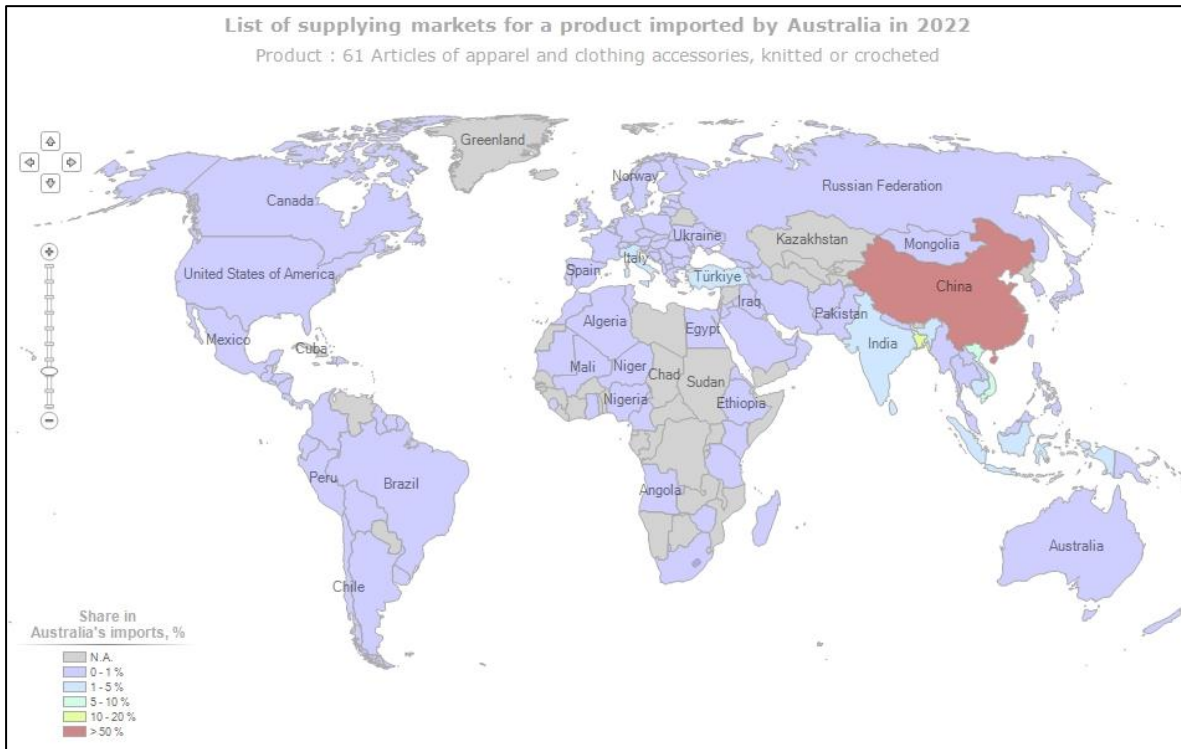 List of supplying markets for a product imported by Australia in 2022
Product : 61 Articles of apparel and clothing accessories, knitted or crocheted
Greenland
Norway
Russian Federation
Canada
Ukraine
Kazakhstan
Mongolia
Italy
United States of America
Spain
Türkiye
China
Iraq
Pakistan
Algeria
Egypt
Mexico
India
Cuba
Mali
Niger
Chad
Sudan
Nigeria
Ethiopia
Peru
Brazil
Angola
Australia
Chile
Share in
Australia's imports, %
N.A.
0 - 1 %
1 - 5 %
5 - 10 %
10 - 20 %
> 50 %